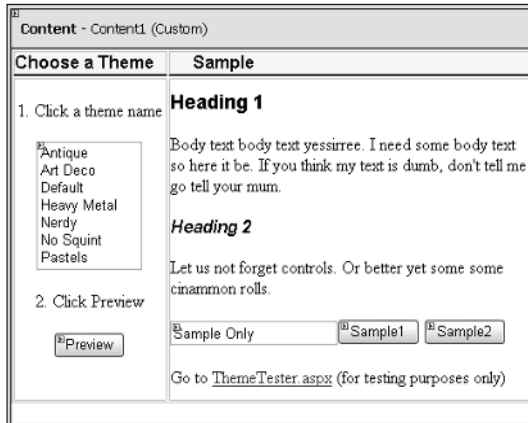 Content - Content1 (Custom)
Choose a Theme
Sample
1. Click a theme name
Antique
Art Deco
Default
Heavy Metal
Nerdy
No Squint
Pastels
2. Click Preview
Preview
Heading 1
Body text body text yessirree. I need some body text
so here it be. If you think my text is dumb, don't tell me
go tell your mum.
Heading 2
Let us not forget controls. Or better yet some some
cinammon rolls.
Sample Only
Sample1
Sample2
Go to ThemeTester.aspx (for testing purposes only)